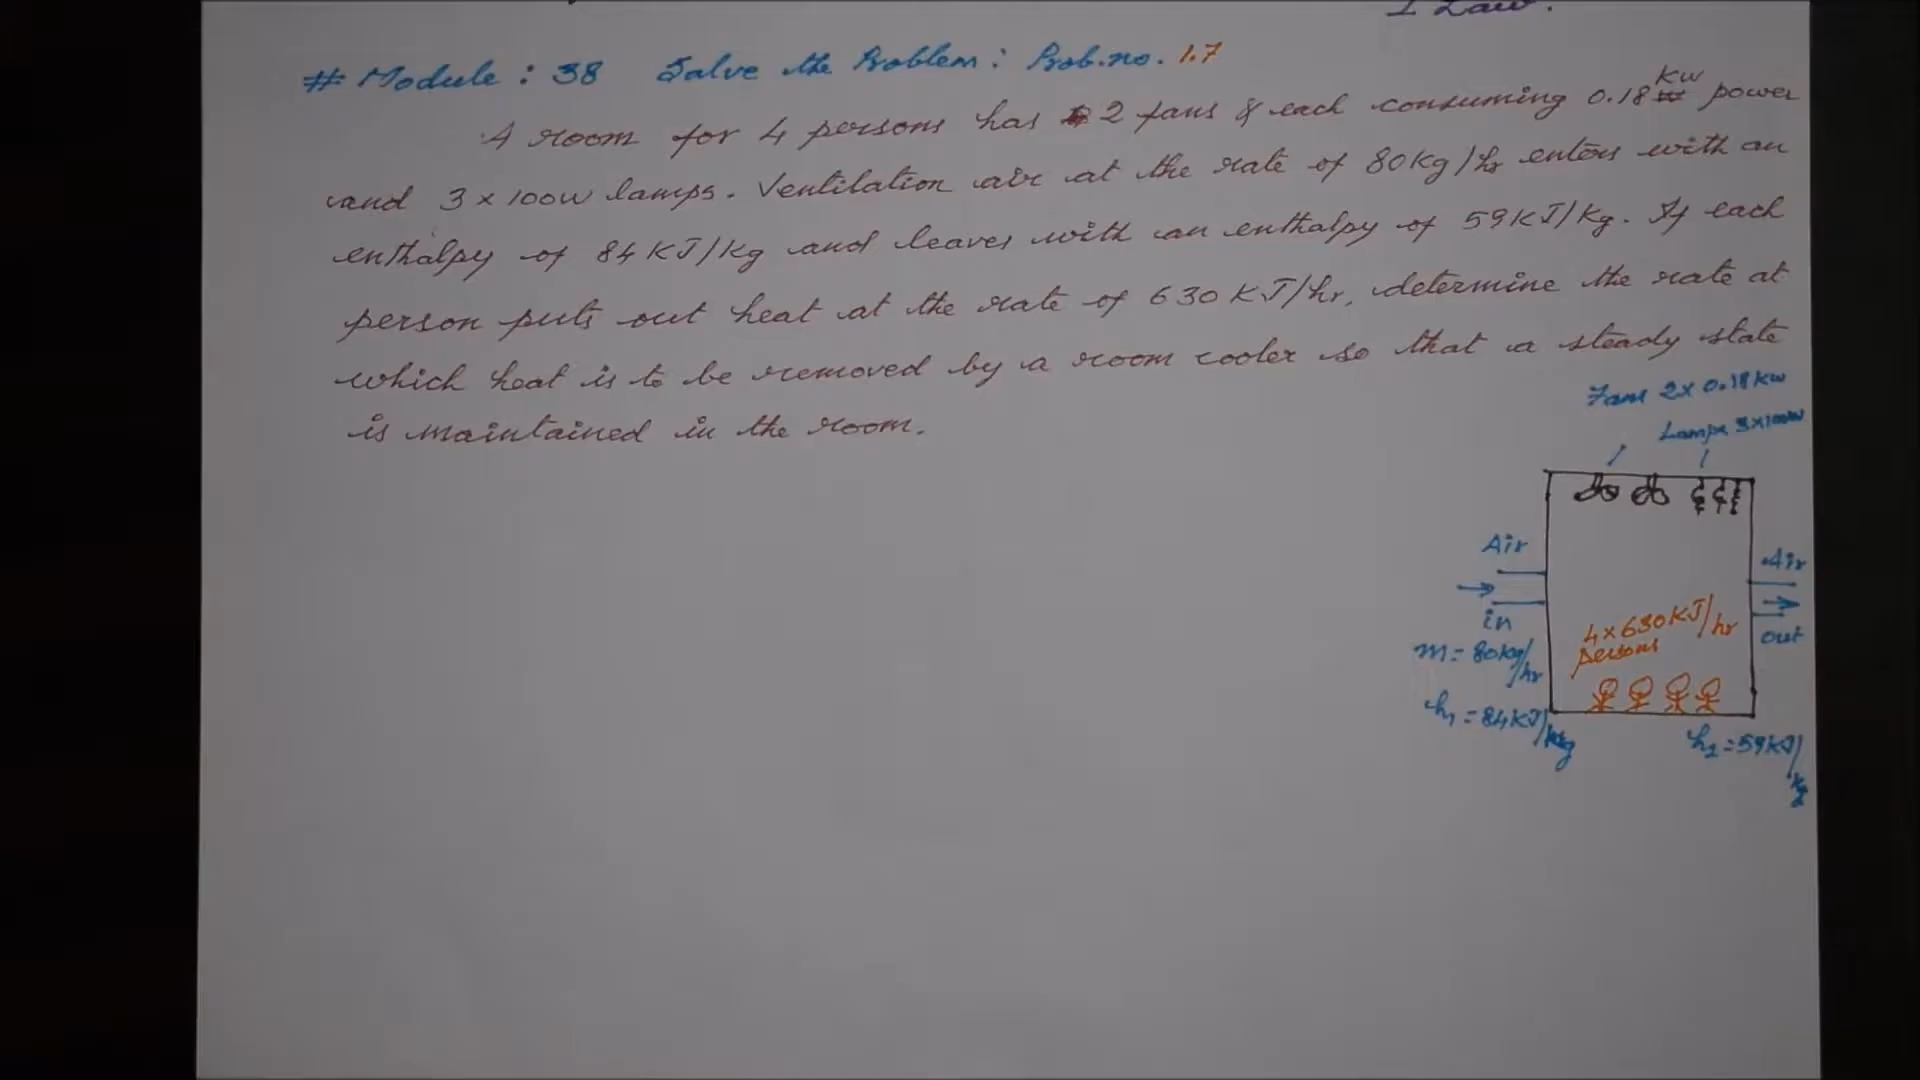 I Law.
# Module : 38 Solve the Problem : Prob. no. 1.7
A room for 4 persons has 2 fans & each consuming 0.18 KW power
and 3 x 100W lamps. Ventilation air at the rate of 80Kg/hr enters with an
enthalpy of 84 KJ/Kg and leaves with an enthalpy of 59KJ/Kg. If each
person puts out heat at the rate of 630 KJ/hr, determine the rate at
which heat is to be removed by a room cooler so that a steady state
is maintained in the room.
Fans 2x 0.18 KW
Lamps 3x100W
Air
in
m = 80Kg/hr
h₁ = 84KJ/Kg
4x630KJ/hr
persons
Air
out
h₂ = 59KJ/Kg